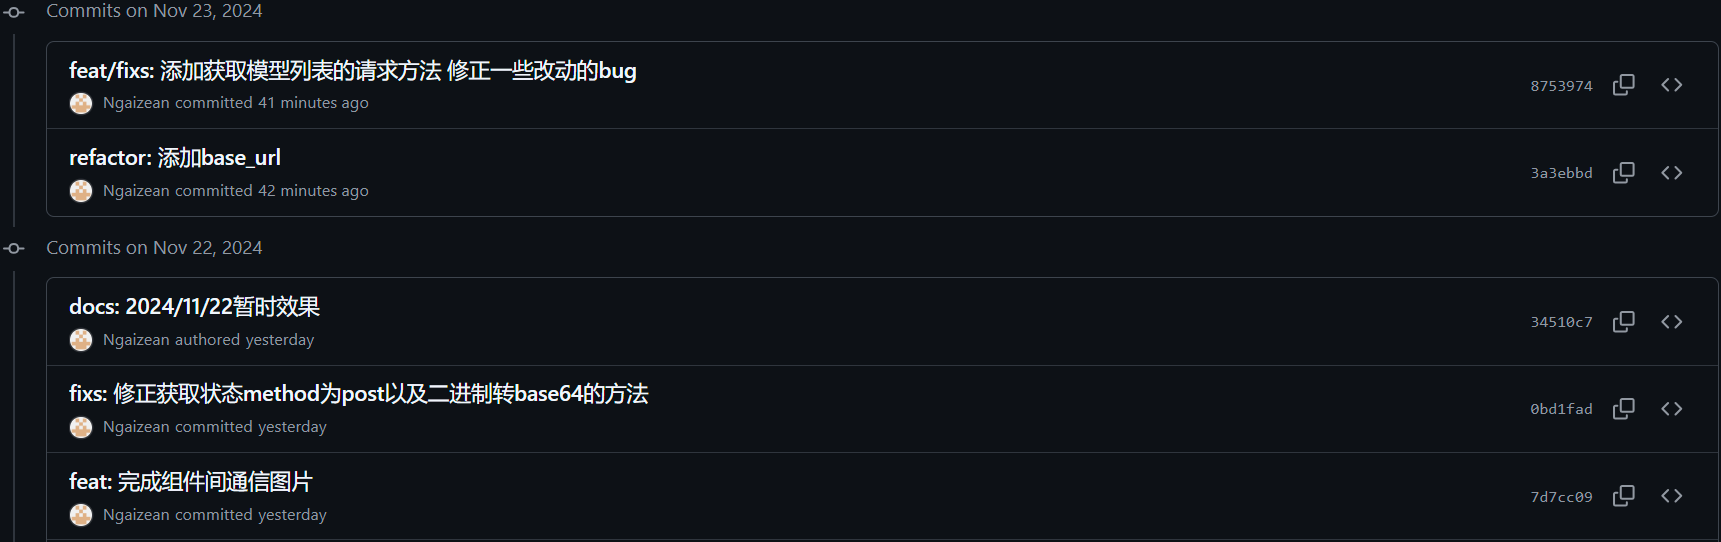 Commits on Nov 23, 2024
feat/fixs: 添加获取模型列表的请求方法 修正一些改动的bug
8753974
Ngaizean committed 41 minutes ago
refactor: 添加base_url
3a3ebbd
Ngaizean committed 42 minutes ago
Commits on Nov 22, 2024
docs: 2024/11/22暂时效果
34510c7
Ngaizean authored yesterday
fixs: 修正获取状态method为post以及二进制转base64的方法
0bd1fad
Ngaizean committed yesterday
feat: 完成组件间通信图片
7d7cc09
Ngaizean committed yesterday